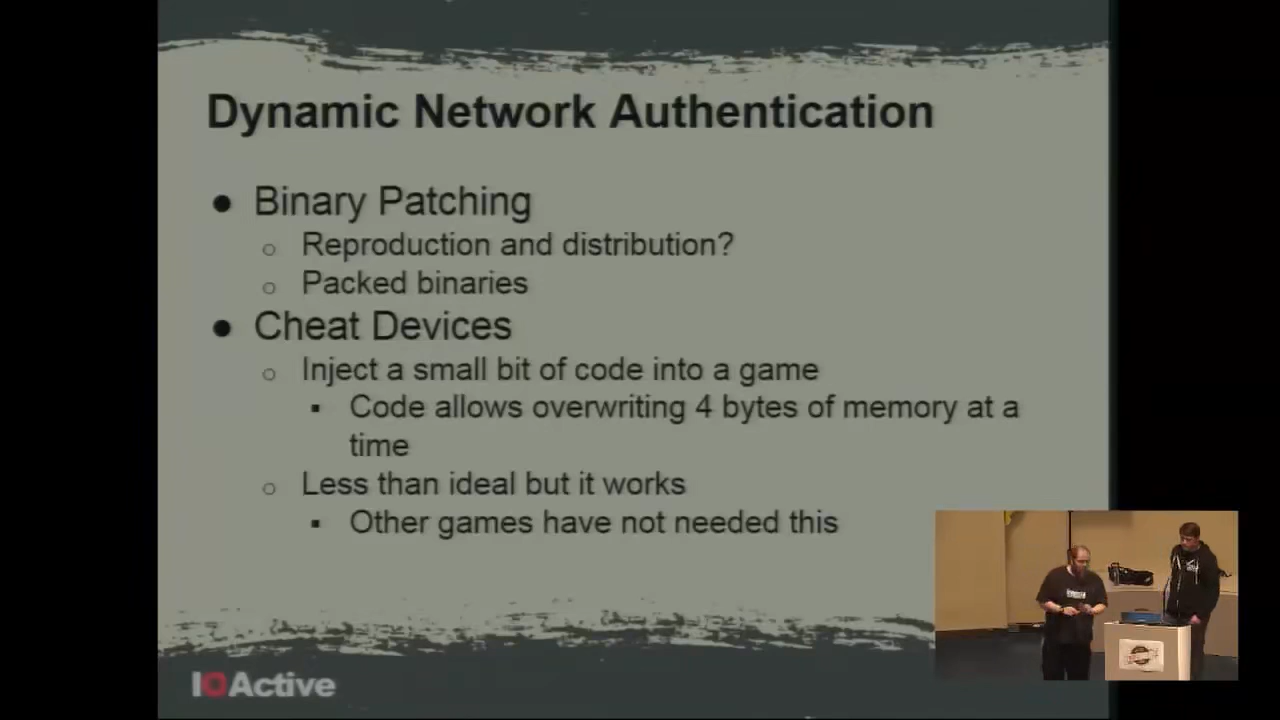 Dynamic Network Authentication
● Binary Patching
○ Reproduction and distribution?
○ Packed binaries
● Cheat Devices
○ Inject a small bit of code into a game
▪ Code allows overwriting 4 bytes of memory at a
time
○ Less than ideal but it works
▪ Other games have not needed this
IOActive